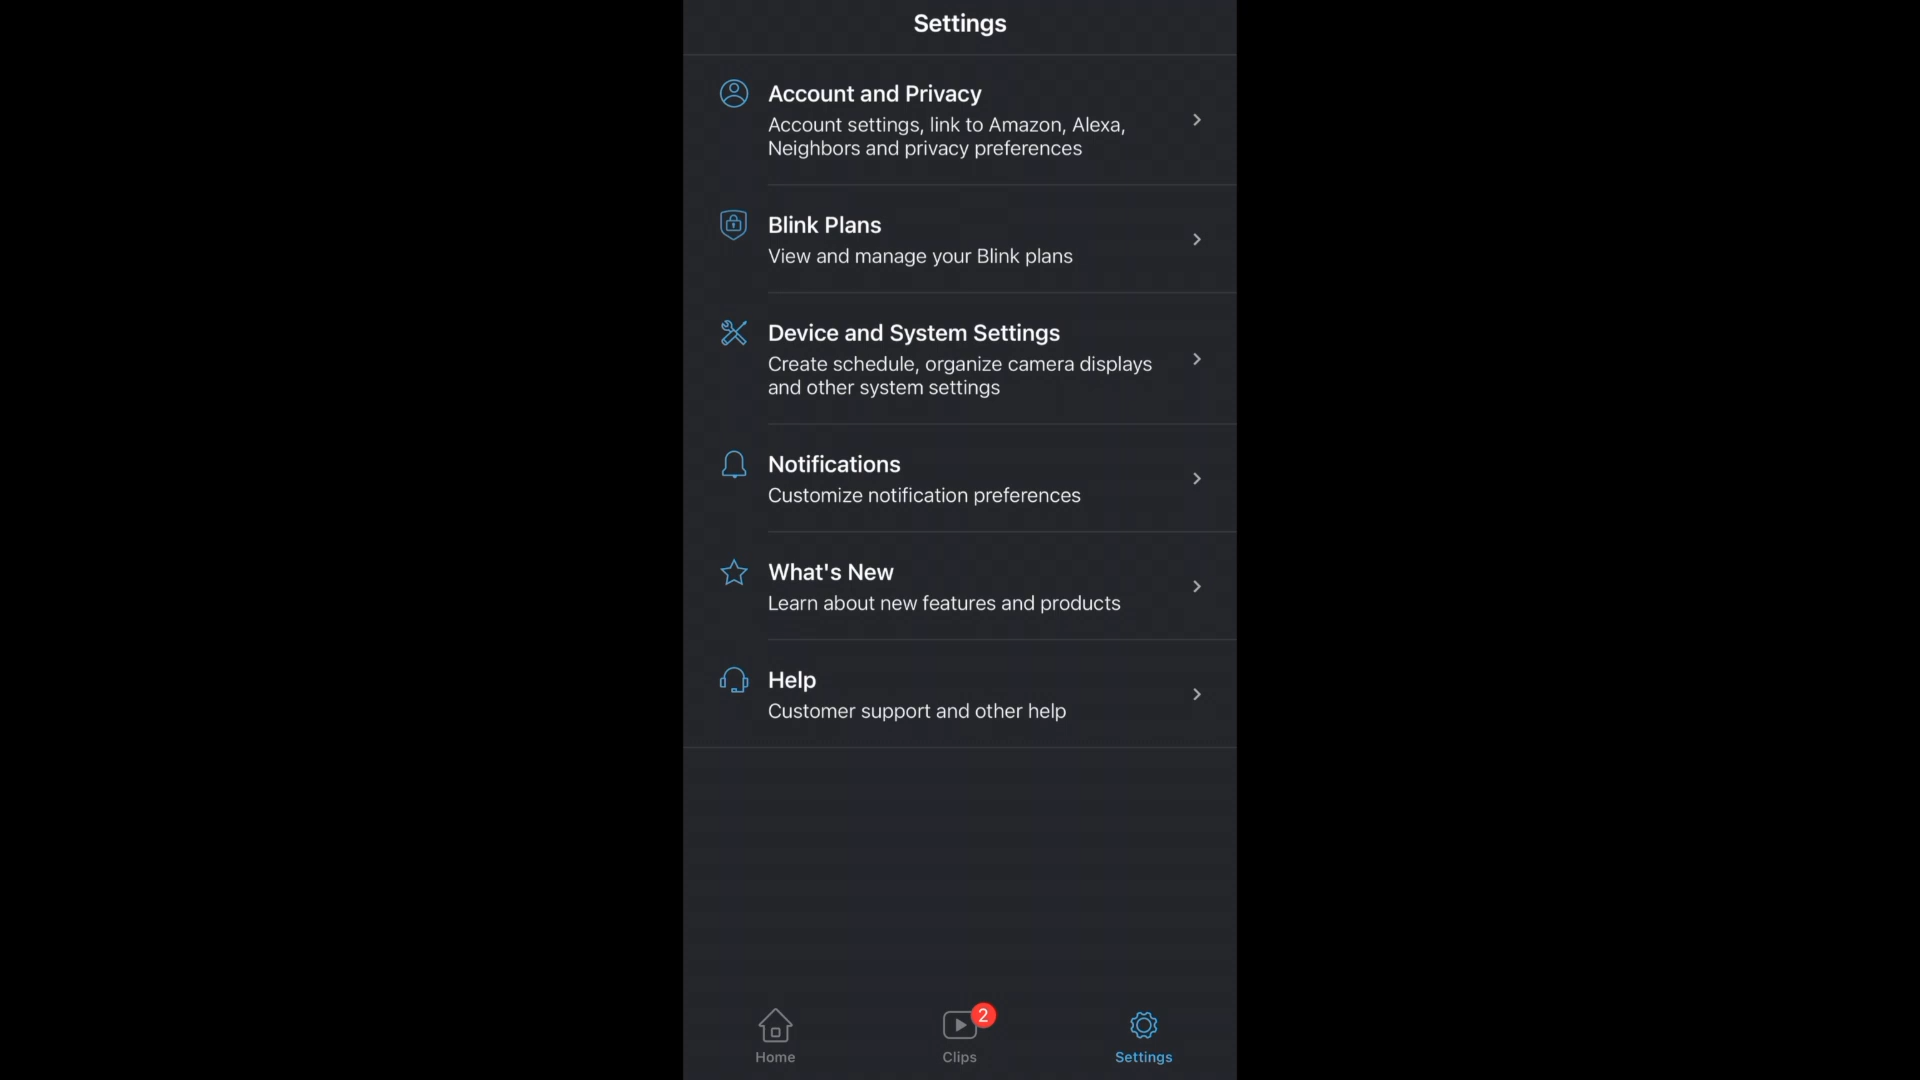 Settings
Account and Privacy
Account settings, link to Amazon, Alexa,
Neighbors and privacy preferences
Blink Plans
View and manage your Blink plans
Device and System Settings
Create schedule, organize camera displays
and other system settings
Notifications
Customize notification preferences
What's New
Learn about new features and products
Help
Customer support and other help
2
Home
Clips
Settings